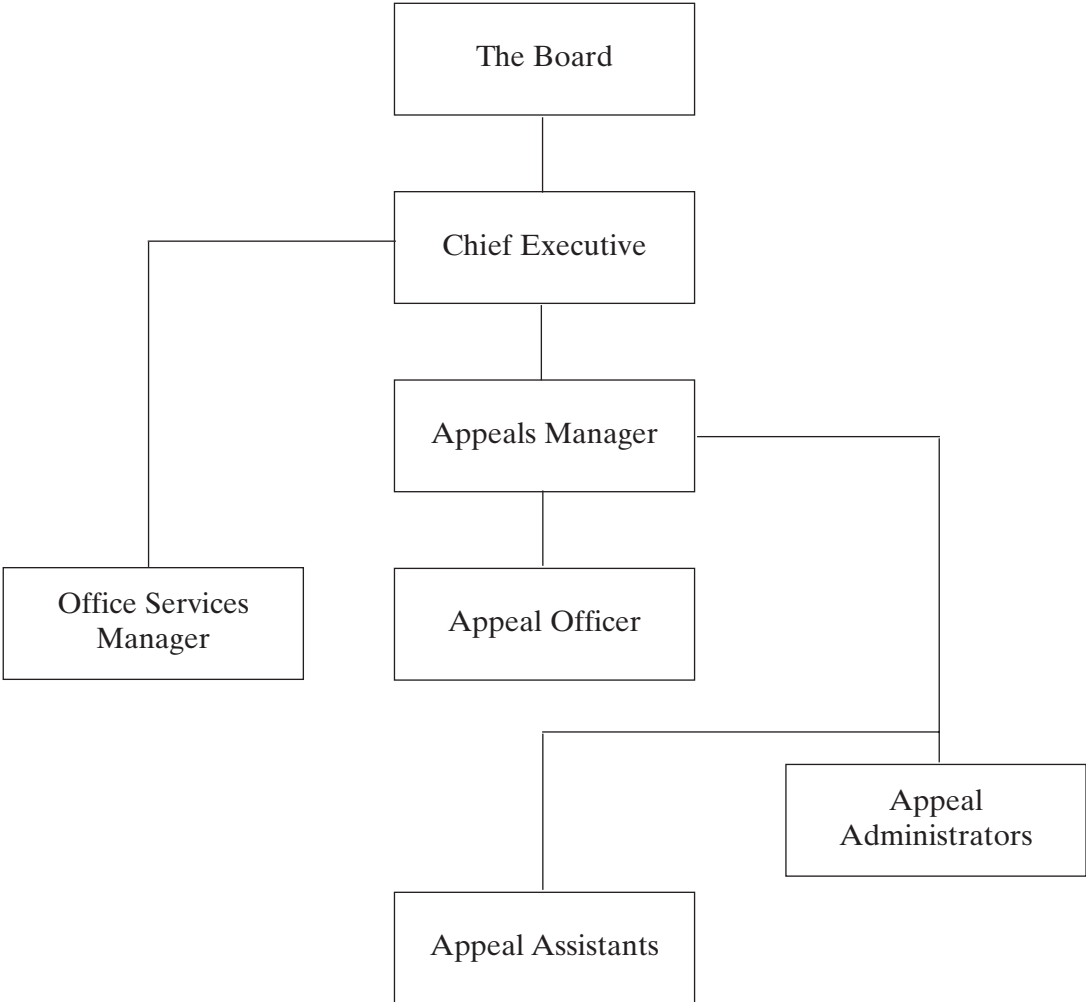 The Board
Chief Executive
Appeals Manager
Office Services
Manager
Appeal Officer
Appeal
Administrators
Appeal Assistants